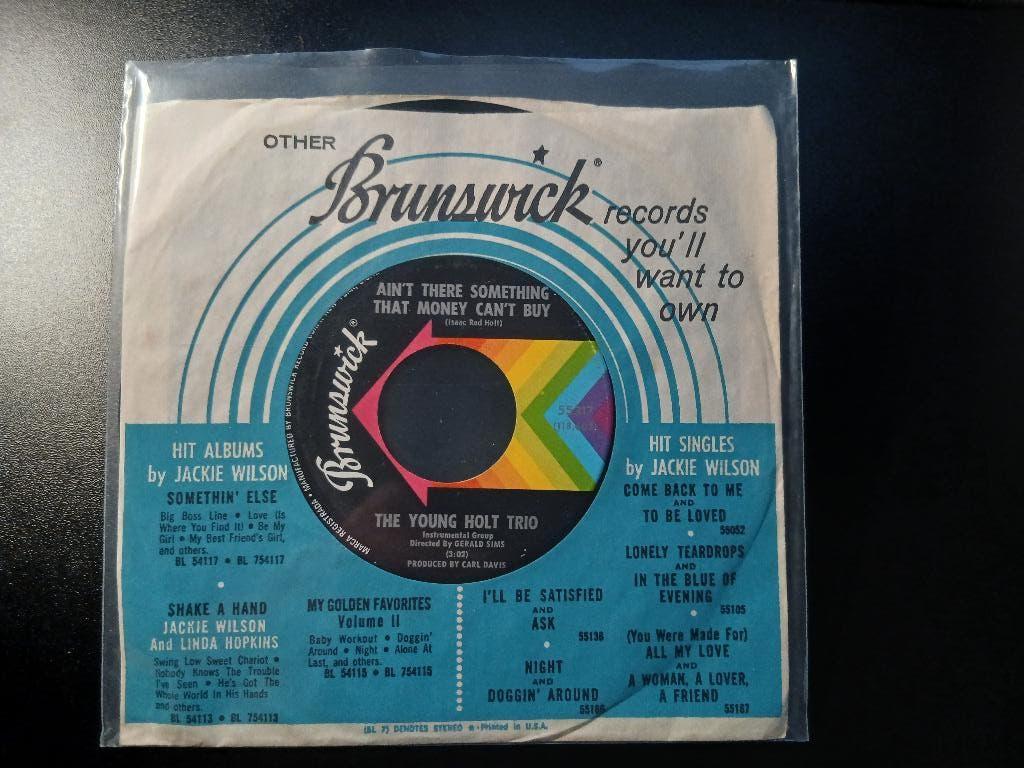 OTHER
Brunswick®
records
you'll
want to
own
AIN'T THERE SOMETHING
THAT MONEY CAN'T BUY
(Isaac Red Holt)
Brunswick®
MARCA REGISTRADA • MANUFACTURED BY BRUNSWICK RECORD
THE YOUNG HOLT TRIO
Instrumental Group
Directed By GERALD SIMS
(3:02)
PRODUCED BY CARL DAVIS
HIT ALBUMS
by JACKIE WILSON
SOMETHIN' ELSE
Big Boss Line • Love (Is
Where You Find It) • Be My
Girl • My Best Friend's Girl,
and others.
BL 54117 • BL 754117
SHAKE A HAND
JACKIE WILSON
And LINDA HOPKINS
Swing Low Sweet Chariot •
Nobody Knows The Trouble
I've Seen • He's Got The
Whole World In His Hands
and others.
BL 54113 • BL 754113
MY GOLDEN FAVORITES
Volume II
Baby Workout • Doggin'
Around • Night • Alone At
Last, and others.
BL 54115 • BL 754115
HIT SINGLES
by JACKIE WILSON
COME BACK TO ME
AND
TO BE LOVED
55052
LONELY TEARDROPS
AND
IN THE BLUE OF
EVENING
55105
I'LL BE SATISFIED
AND
ASK
55136
NIGHT
AND
DOGGIN' AROUND
55166
(You Were Made For)
ALL MY LOVE
AND
A WOMAN, A LOVER,
A FRIEND
55167
(BL 7) DENOTES STEREO • Printed in U.S.A.